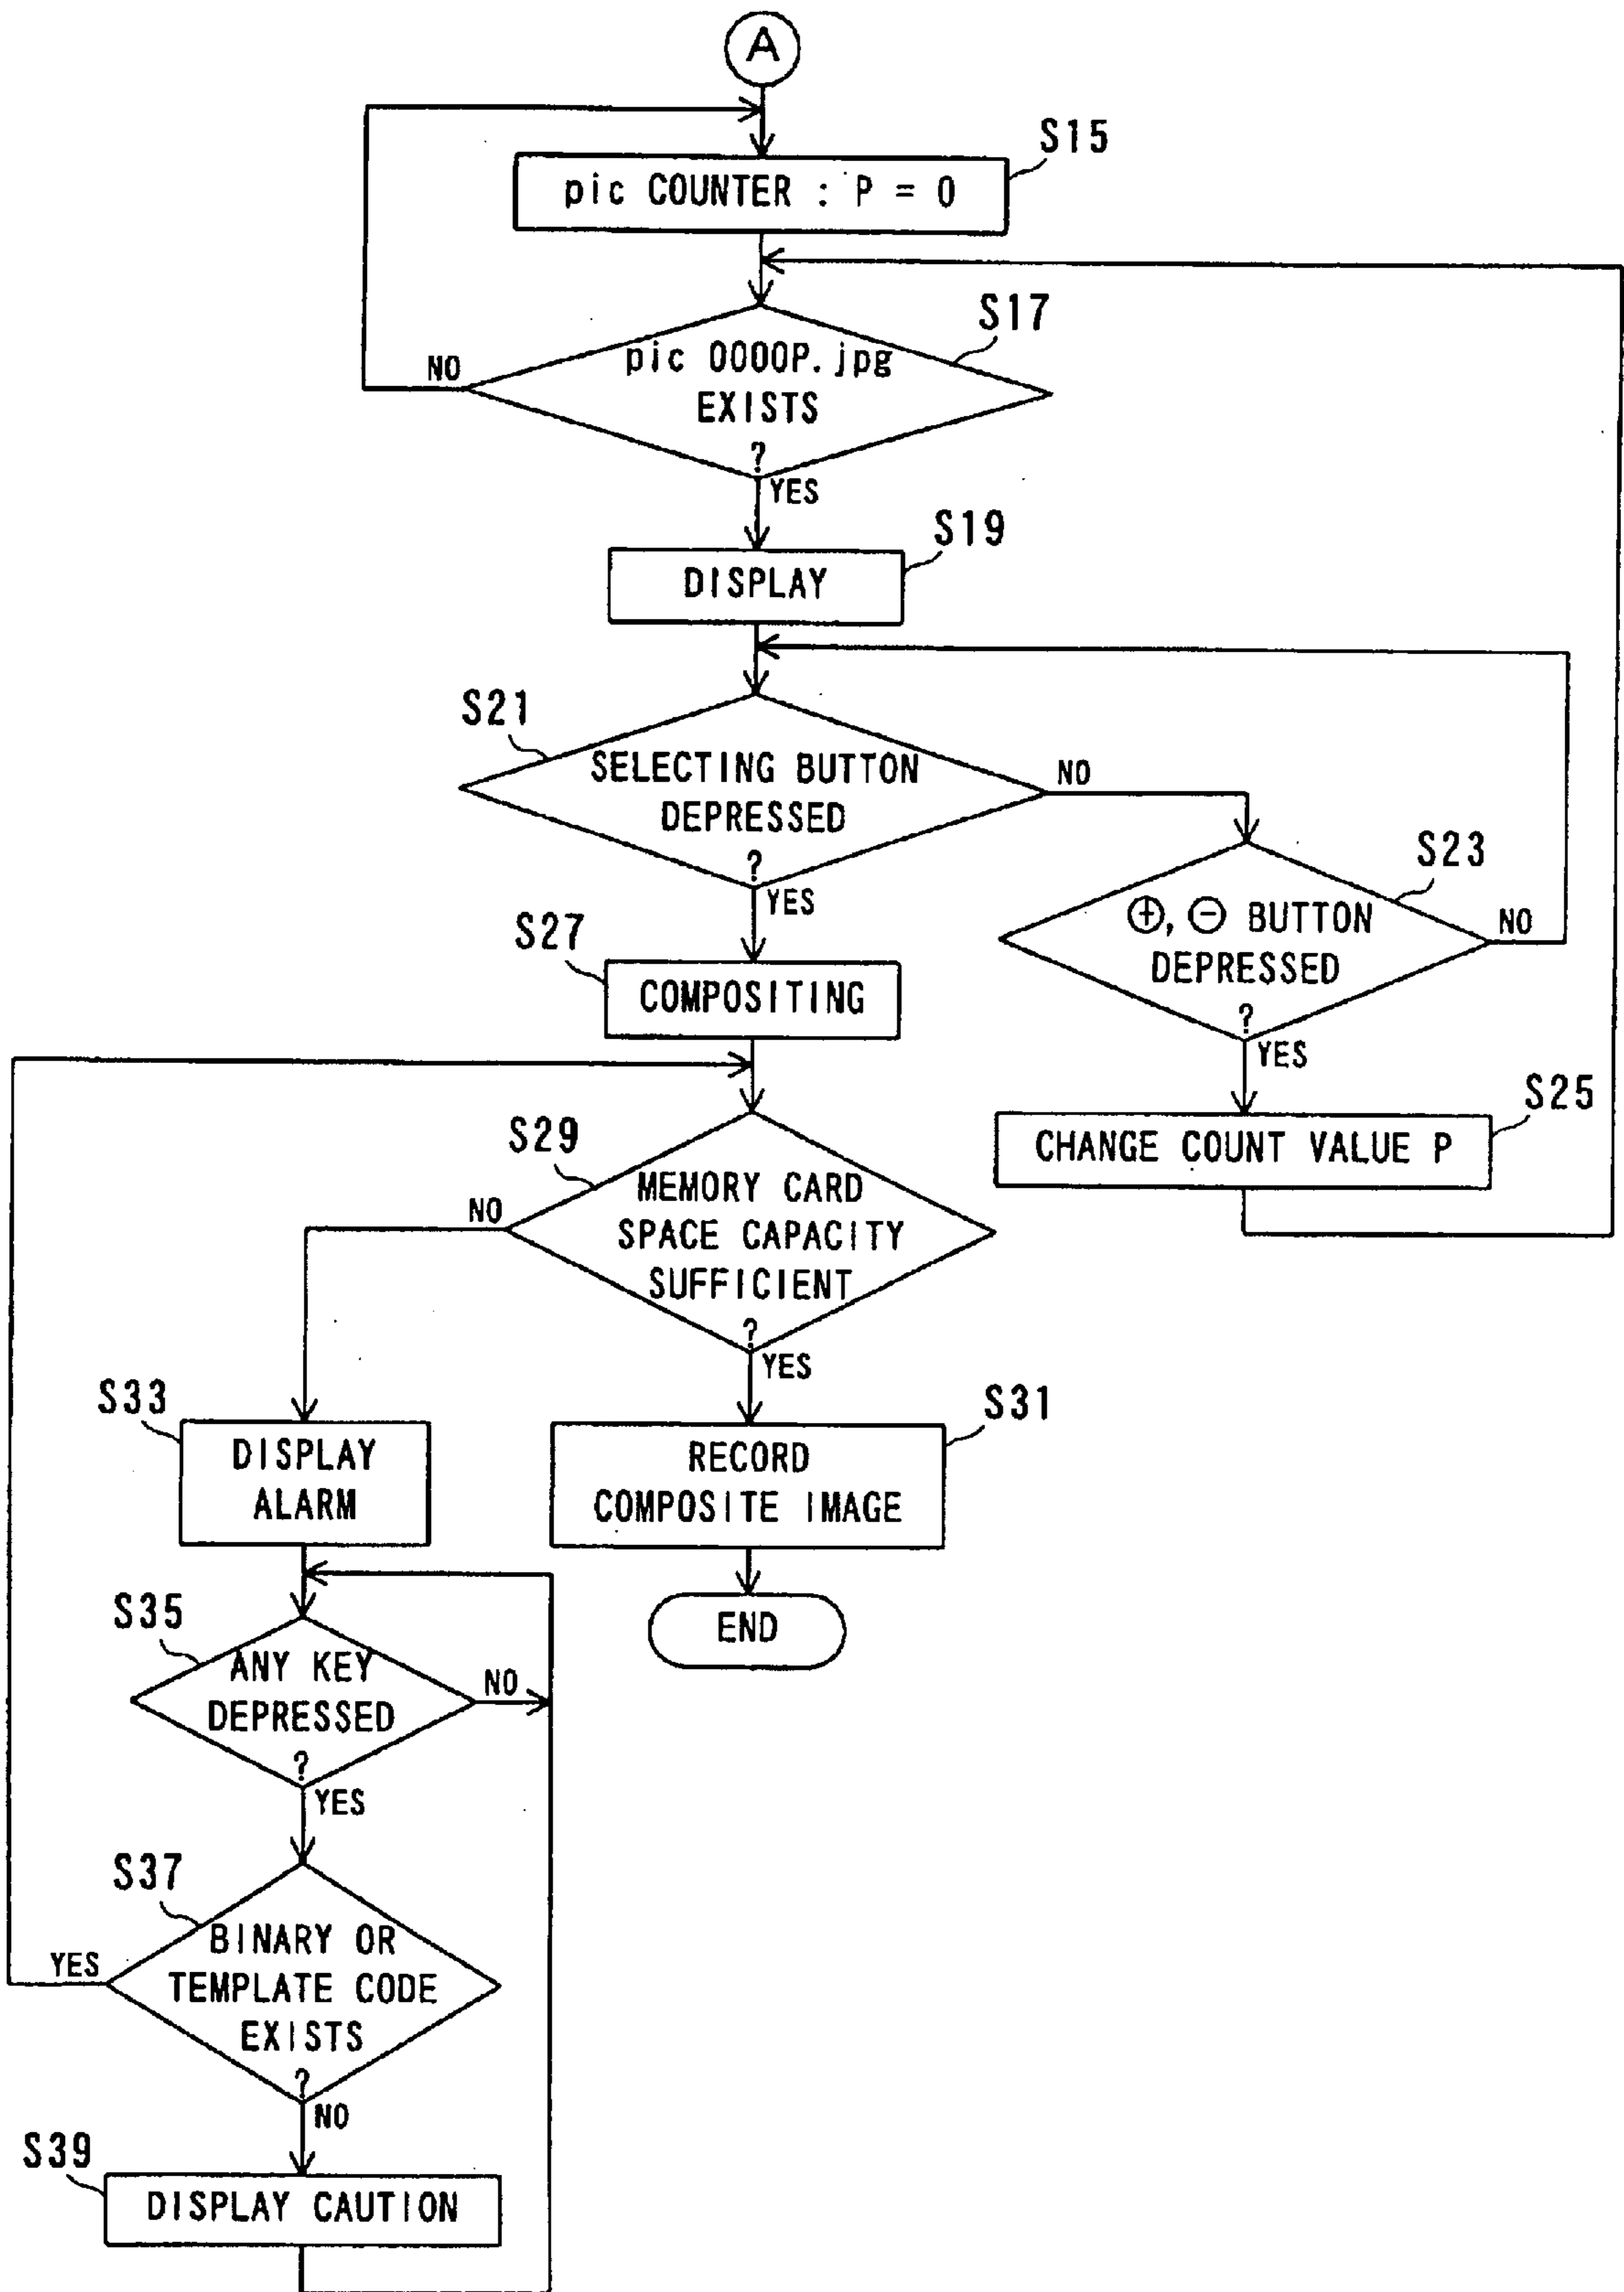 A
S15
pic COUNTER : P = 0
S17
pic 0000P.jpg
EXISTS
?
NO
YES
S19
DISPLAY
S21
SELECTING BUTTON
DEPRESSED
?
NO
YES
S23
⊕, ⊖ BUTTON
DEPRESSED
?
NO
YES
S27
COMPOSITING
S25
CHANGE COUNT VALUE P
S29
MEMORY CARD
SPACE CAPACITY
SUFFICIENT
?
NO
YES
S33
DISPLAY
ALARM
S31
RECORD
COMPOSITE IMAGE
END
S35
ANY KEY
DEPRESSED
?
NO
YES
S37
BINARY OR
TEMPLATE CODE
EXISTS
?
YES
NO
S39
DISPLAY CAUTION